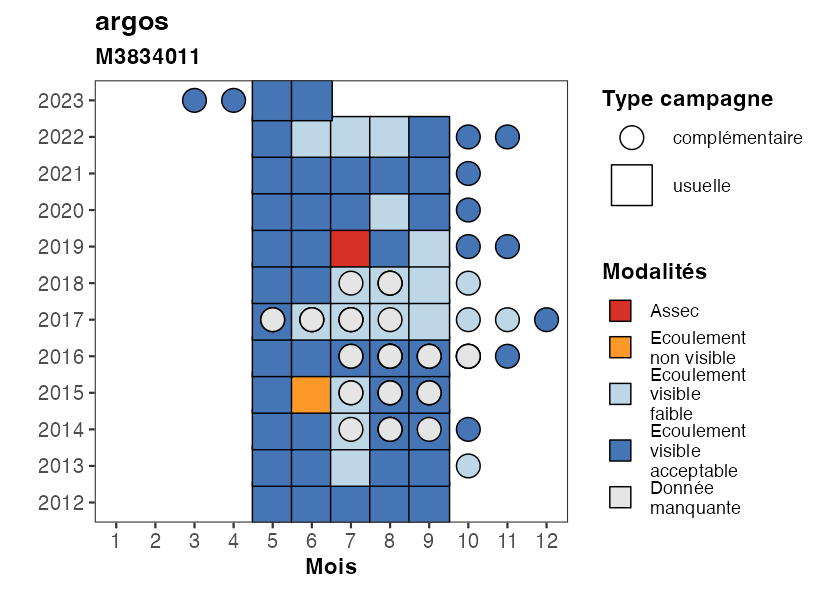 argos
M3834011
2023
2022
2021
2020
2019
2018
2017
2016
2015
2014
2013
2012
1 2 3 4 5 6 7 8 9 10 11 12
Mois
Type campagne
complémentaire
usuelle
Modalités
Assec
Ecoulement
non visible
Ecoulement
visible
faible
Ecoulement
visible
acceptable
Donnée
manquante